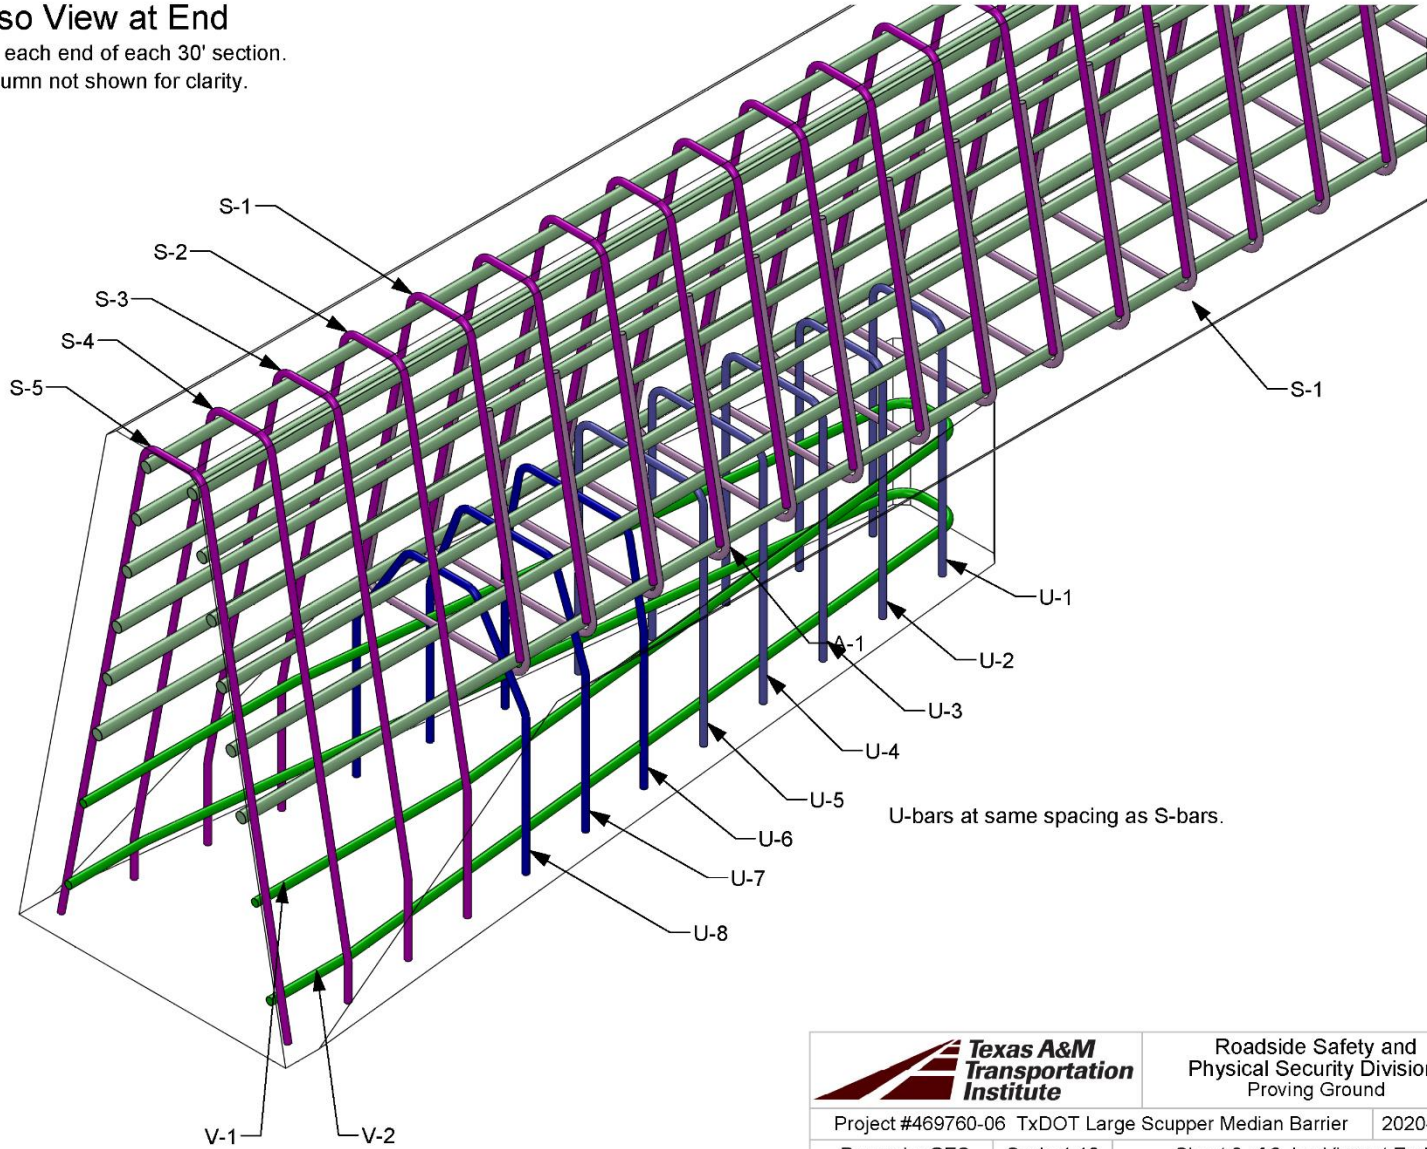 so View at End
each end of each 30' section.
umn not shown for clarity.
S-1
S-2
S-3
S-4
S-5
S-1
U-1
A-1
U-2
U-3
U-4
U-5
U-bars at same spacing as S-bars.
U-6
U-7
U-8
V-1
V-2
Texas A&M
Transportation
Institute
Roadside Safety and
Physical Security Division
Proving Ground
Project #469760-06 TxDOT Large Scupper Median Barrier
2020-